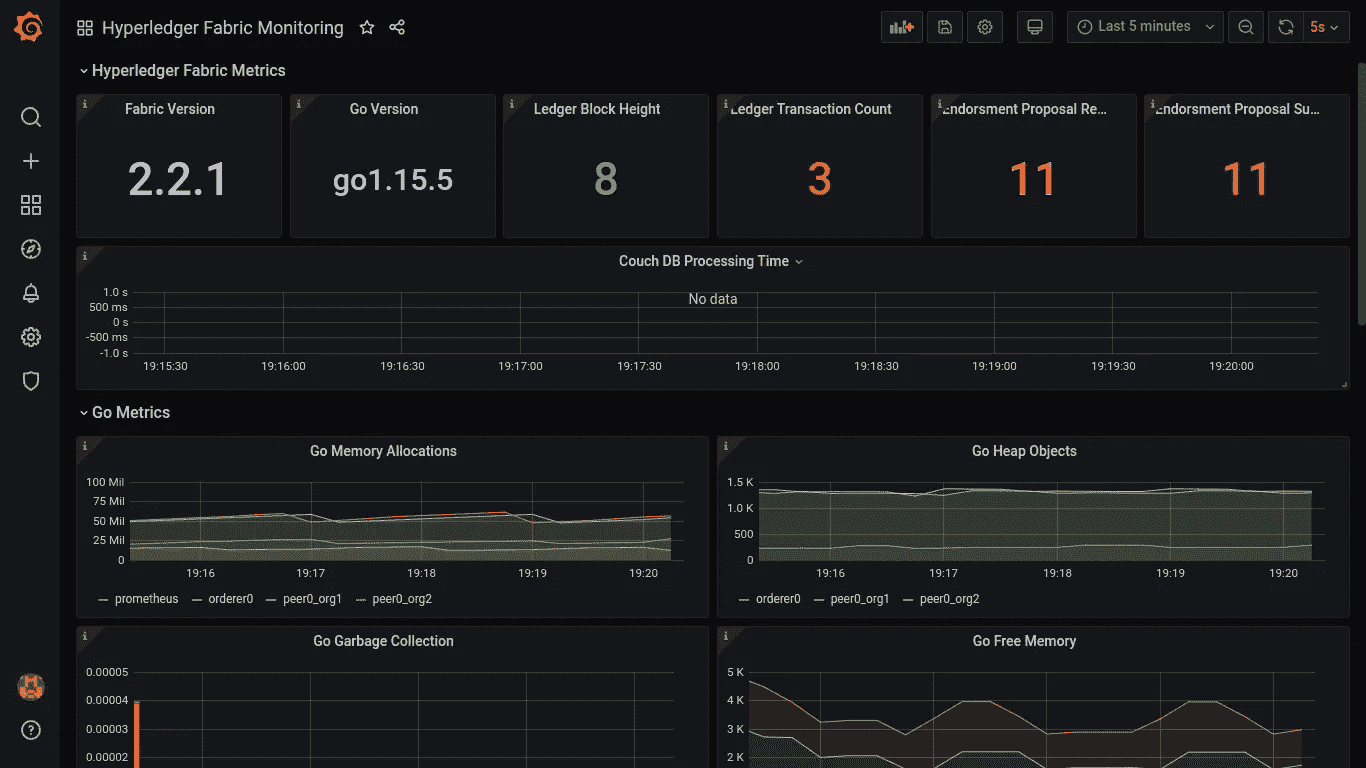 Hyperledger Fabric Monitoring
Last 5 minutes
5s
Hyperledger Fabric Metrics
Fabric Version
Go Version
Ledger Block Height
Ledger Transaction Count
Endorsment Proposal Re...
Endorsment Proposal Su...
2.2.1
go1.15.5
8
3
11
11
Couch DB Processing Time
No data
1.0 s
500 ms
0 s
-500 ms
-1.0 s
19:15:30 19:16:00 19:16:30 19:17:00 19:17:30 19:18:00 19:18:30 19:19:00 19:19:30 19:20:00
Go Metrics
Go Memory Allocations
100 Mil
75 Mil
50 Mil
25 Mil
0
19:16 19:17 19:18 19:19 19:20
prometheus orderer0 peer0_org1 peer0_org2
Go Heap Objects
1.5 K
1.0 K
500
0
19:16 19:17 19:18 19:19 19:20
orderer0 peer0_org1 peer0_org2
Go Garbage Collection
0.00005
0.00004
0.00003
0.00002
Go Free Memory
5 K
4 K
3 K
2 K